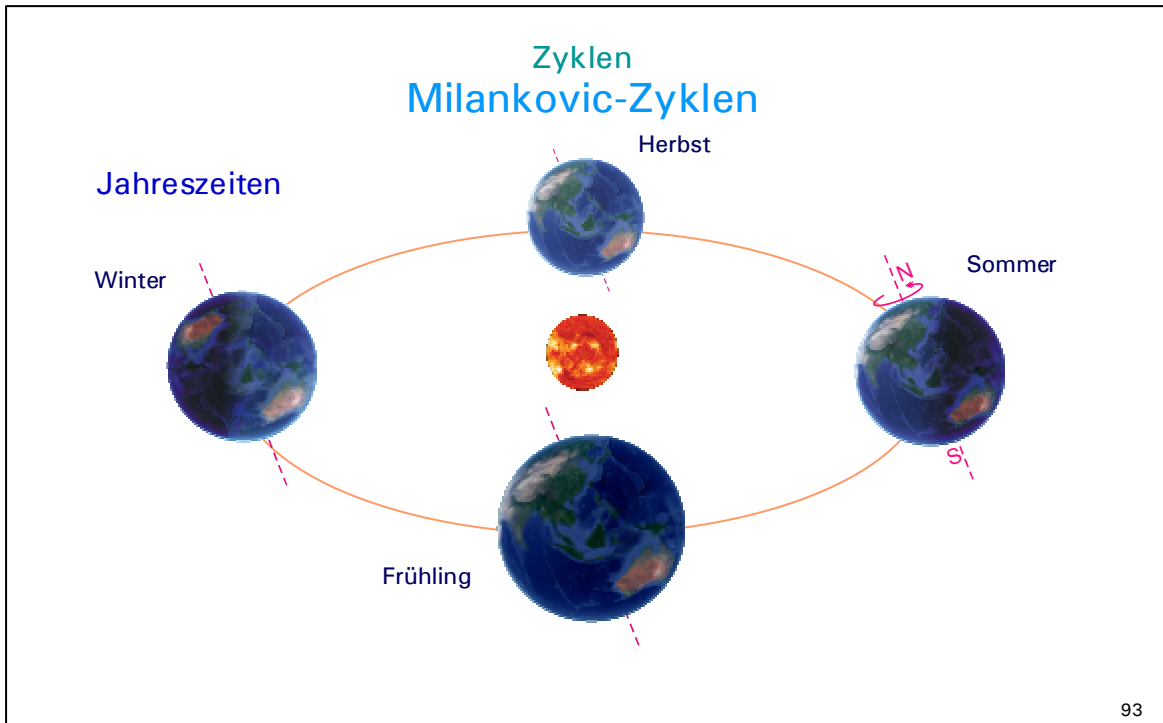 Zyklen
Milankovic-Zyklen
Herbst
Jahreszeiten
Winter
N
Sommer
S
Frühling
93